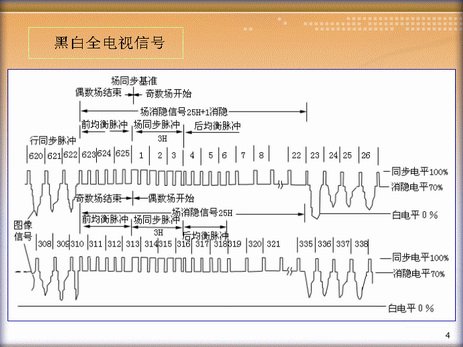 黑白全电视信号
场同步基准
偶数场结束 奇数场开始
场消隐信号25H+1消隐
前均衡脉冲 场同步脉冲 后均衡脉冲
3H
行同步脉冲
620 621 622 623 624 625 1 2 3 4 5 6 7 8 22 23 24 25 26
同步电平100%
消隐电平70%
奇数场结束 偶数场开始
场消隐信号25H
白电平0%
前均衡脉冲 场同步脉冲 后均衡脉冲
3H
图像
信号
308 309 310 311 312 313 314 315 316 317 318 319 320 321 335 336 337 338
同步电平100%
消隐电平70%
白电平0%
4